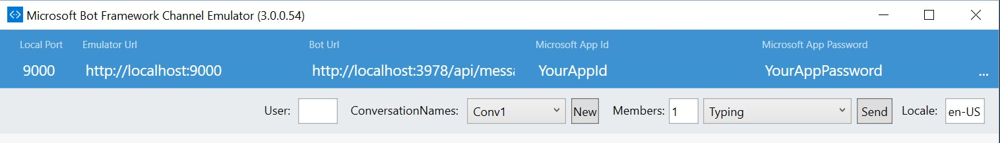 Microsoft Bot Framework Channel Emulator (3.0.0.54)
Local Port Emulator Url Bot Url Microsoft App Id Microsoft App Password
9000 http://localhost:9000 http://localhost:3978/api/messa YourAppId YourAppPassword ...
User: ConversationNames: Conv1 New Members: 1 Typing Send Locale: en-US